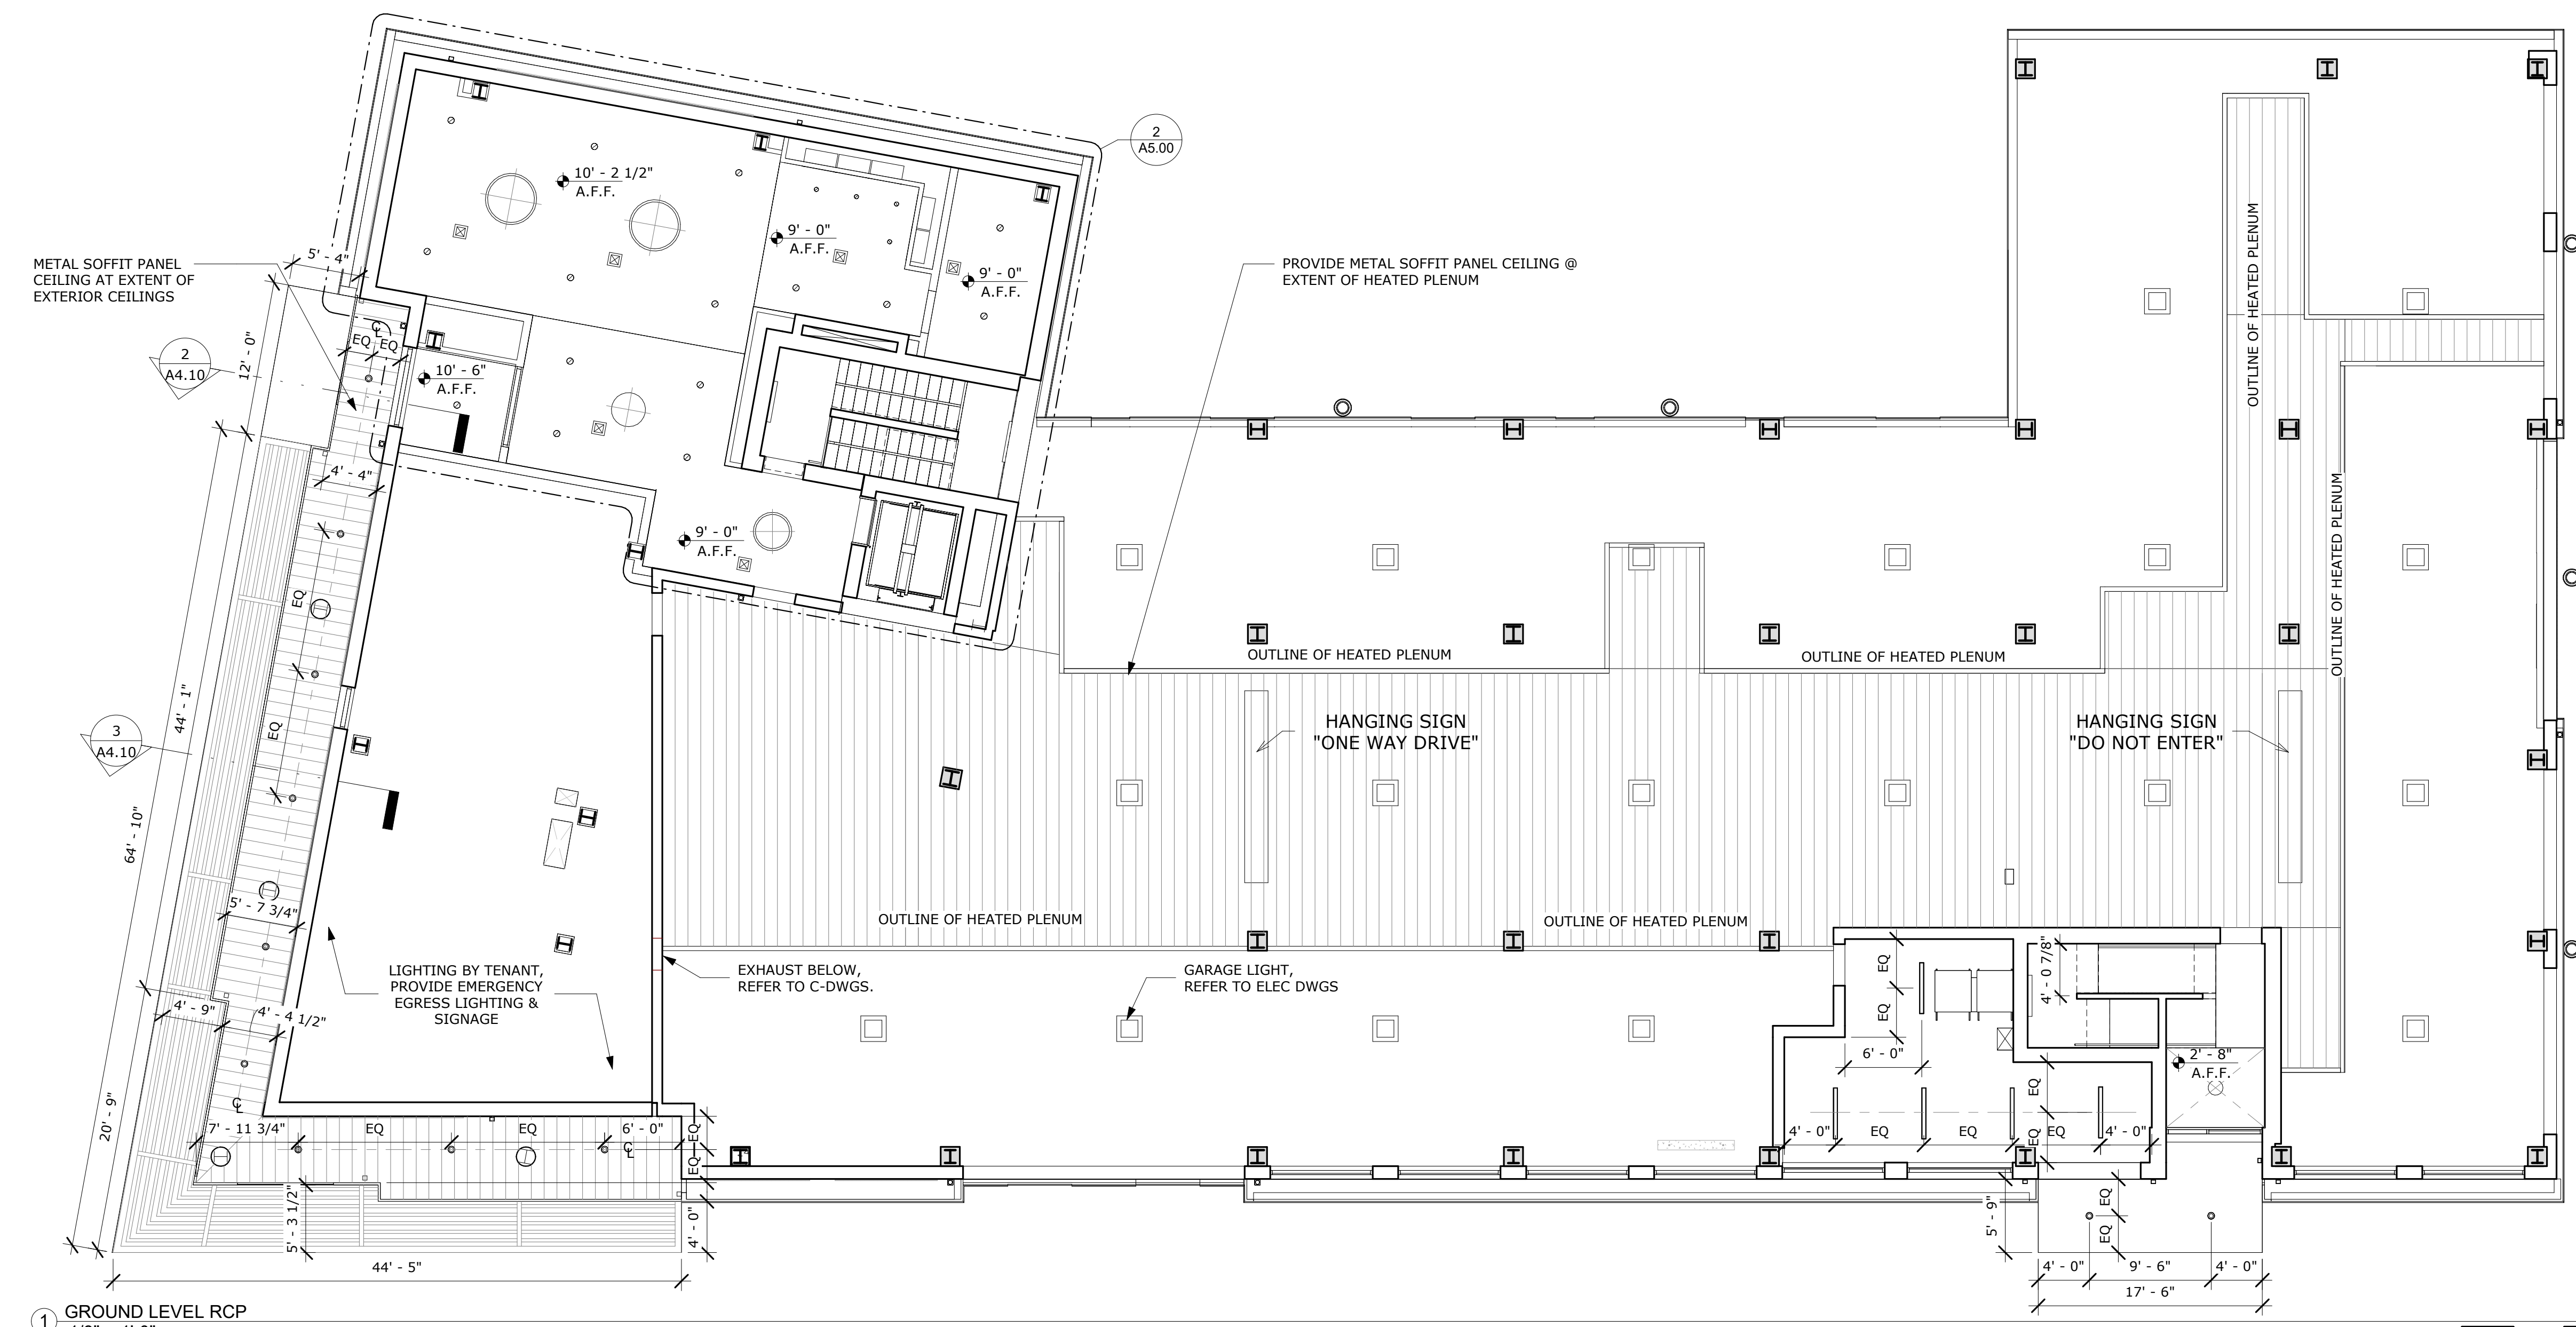 2
A5.00
10' - 2 1/2"
A.F.F.
9' - 0"
A.F.F.
9' - 0"
A.F.F.
METAL SOFFIT PANEL
CEILING AT EXTENT OF
EXTERIOR CEILINGS
5' - 4"
PROVIDE METAL SOFFIT PANEL CEILING @
EXTENT OF HEATED PLENUM
OUTLINE OF HEATED PLENUM
2
A4.10
12' - 0"
CL
EQ
EQ
10' - 6"
A.F.F.
4' - 4"
9' - 0"
A.F.F.
OUTLINE OF HEATED PLENUM
EQ
OUTLINE OF HEATED PLENUM
OUTLINE OF HEATED PLENUM
44' - 1"
EQ
3
A4.10
HANGING SIGN
"ONE WAY DRIVE"
HANGING SIGN
"DO NOT ENTER"
64' - 10"
5' - 7 3/4"
OUTLINE OF HEATED PLENUM
OUTLINE OF HEATED PLENUM
LIGHTING BY TENANT,
PROVIDE EMERGENCY
EGRESS LIGHTING &
SIGNAGE
EXHAUST BELOW,
REFER TO C-DWGS.
GARAGE LIGHT,
REFER TO ELEC DWGS
EQ
EQ
4' - 0 7/8"
4' - 9"
4' - 4 1/2"
6' - 0"
2' - 8"
A.F.F.
EQ
EQ
20' - 9"
CL
7' - 11 3/4"
EQ
EQ
6' - 0"
CL
EQ
EQ
4' - 0"
EQ
EQ
EQ
4' - 0"
5' - 3 1/2"
4' - 0"
5' - 9"
EQ
EQ
44' - 5"
4' - 0"
9' - 6"
4' - 0"
17' - 6"
1
GROUND LEVEL RCP